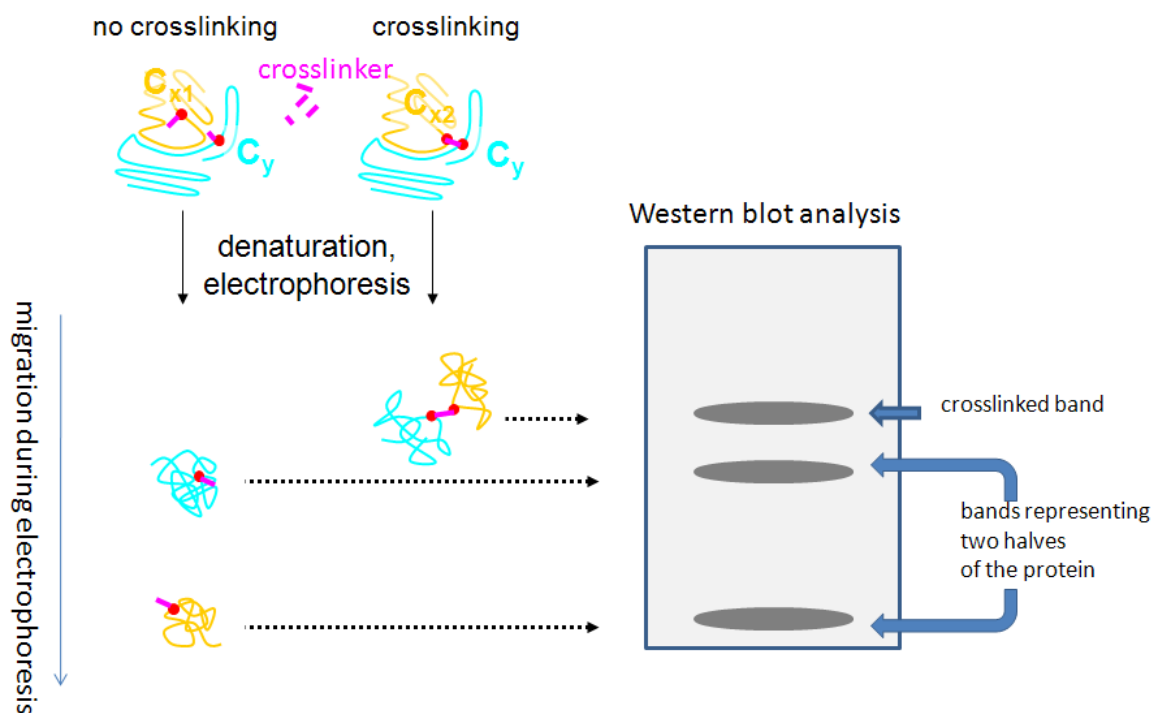 no crosslinking
crosslinking
crosslinker
Cx1
Cx2
Cy
Cy
denaturation,
electrophoresis
Western blot analysis
migration during electrophoresis
crosslinked band
bands representing
two halves
of the protein